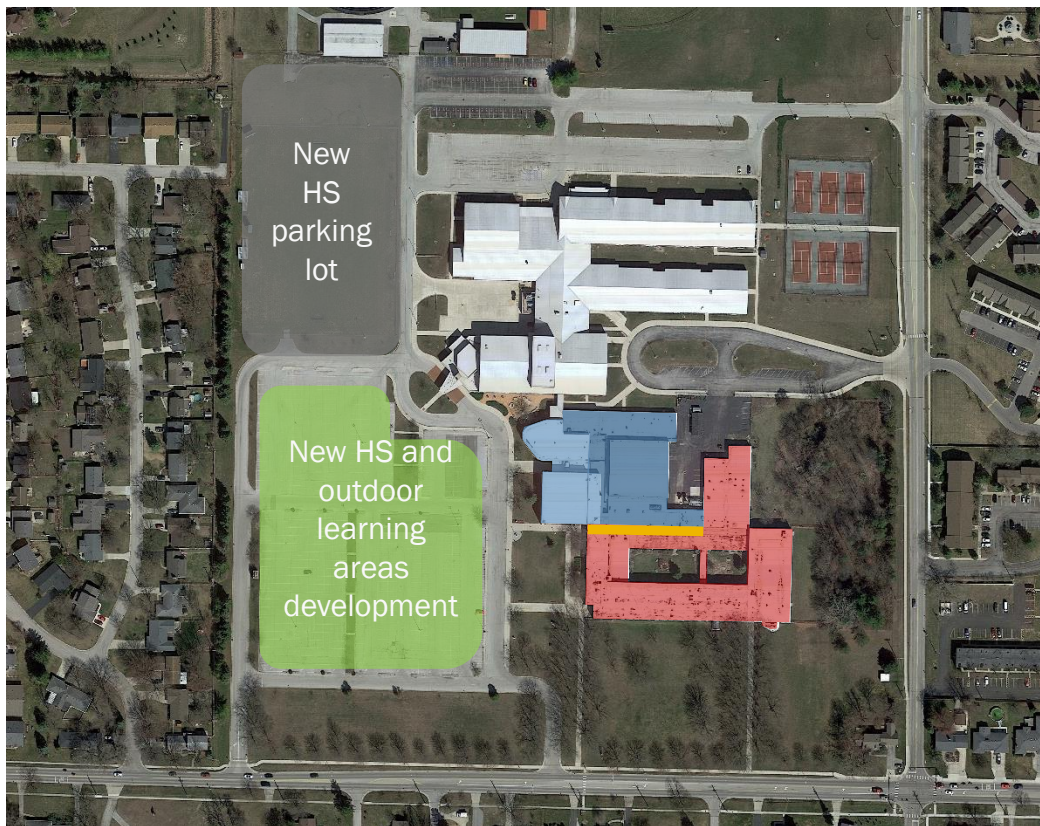 New
HS
parking
lot
New HS and
outdoor
learning
areas
development